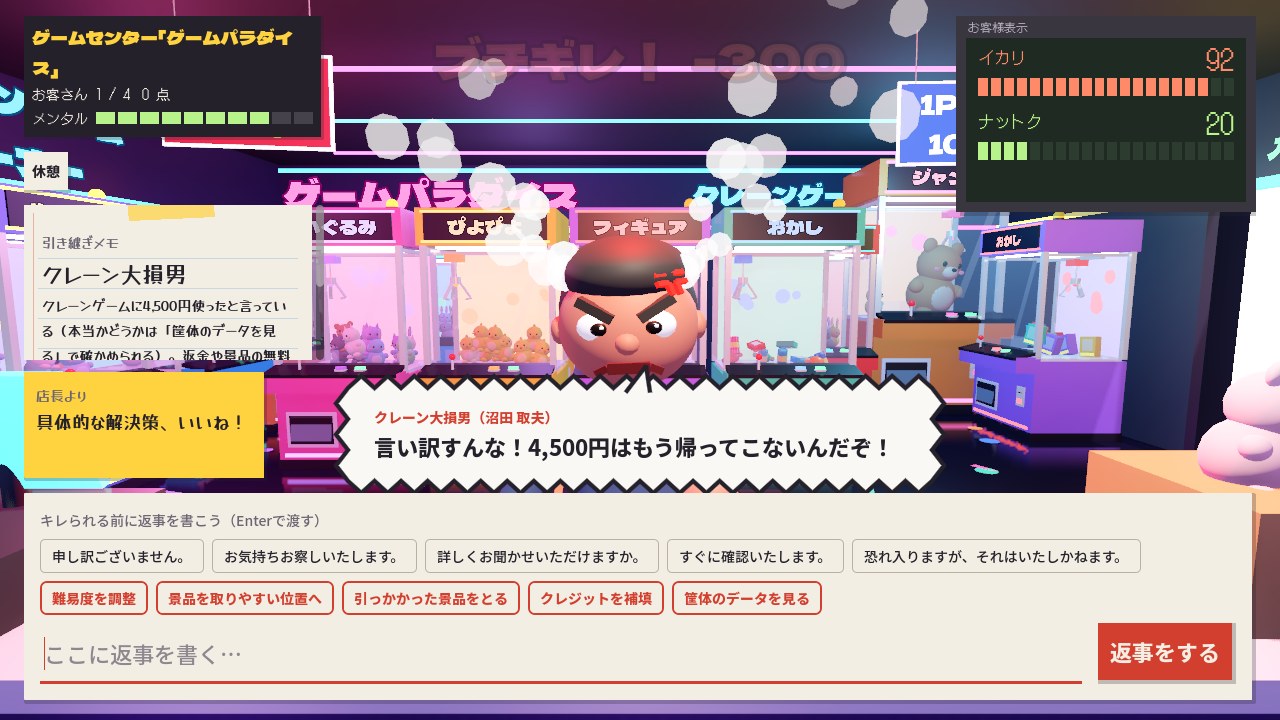 ゲームセンター「ゲームパラダイ
ス」
お客さん 1/4 0点
メンタル
休憩
引き継ぎメモ
クレーン大損男
クレーンゲームに4,500円使ったと言ってい
る（本当かどうかは「筐体のデータを見
る」で確かめられる）。返金や景品の無料
店長より
具体的な解決策、いいね！
ブチギレ！ -300
お客様表示
イカリ 92
ナットク 20
ゲームパラダイス
クレーンゲー
ぐるみ
ぴよぴよ
フィギュア
おかし
ジャン
おかし
1P
10
クレーン大損男（沼田 取夫）
言い訳すんな！4,500円はもう帰ってこないんだぞ！
キレられる前に返事を書こう（Enterで渡す）
申し訳ございません。
お気持ちお察しいたします。
詳しくお聞かせいただけますか。
すぐに確認いたします。
恐れ入りますが、それはいたしかねます。
難易度を調整
景品を取りやすい位置へ
引っかかった景品をとる
クレジットを補填
筐体のデータを見る
ここに返事を書く…
返事をする